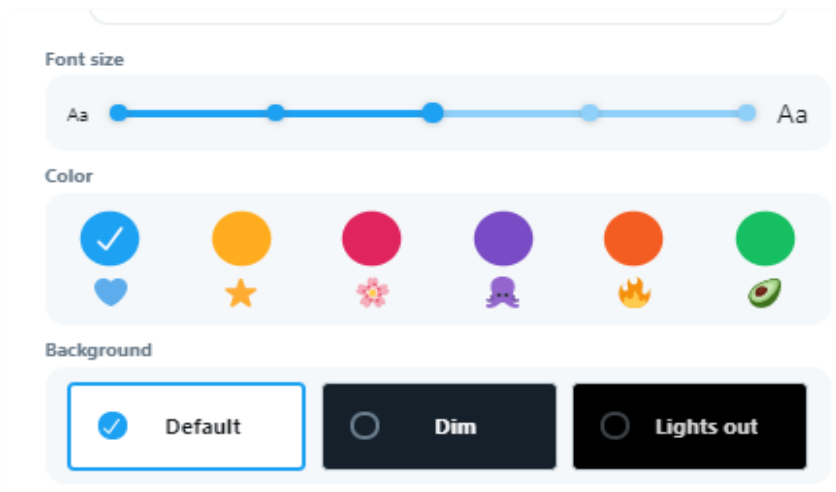 Font size
Aa Aa
Color
Background
Default Dim Lights out